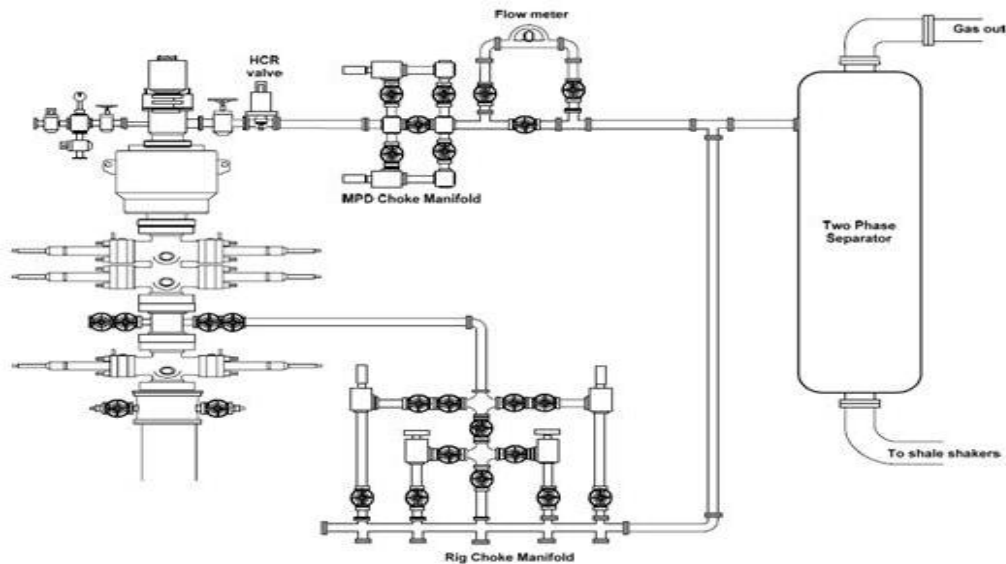 Flow meter
Gas out
HCR
valve
MPD Choke Manifold
Two Phase
Separator
To shale shakers
Rig Choke Manifold